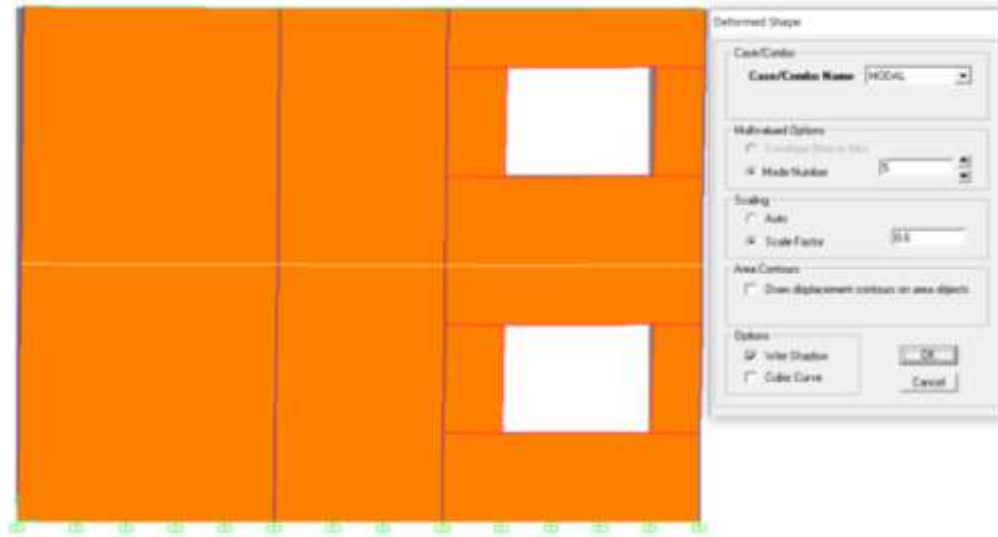 Deformed Shape
Case/Combo
Case/Combo Name MODAL
Multivalued Options
Mode Number 5
Scaling
Auto
Scale Factor
Area Contours
Draw displacement contours on area objects
Options
Wire Shadow
Cubic Curve
OK
Cancel